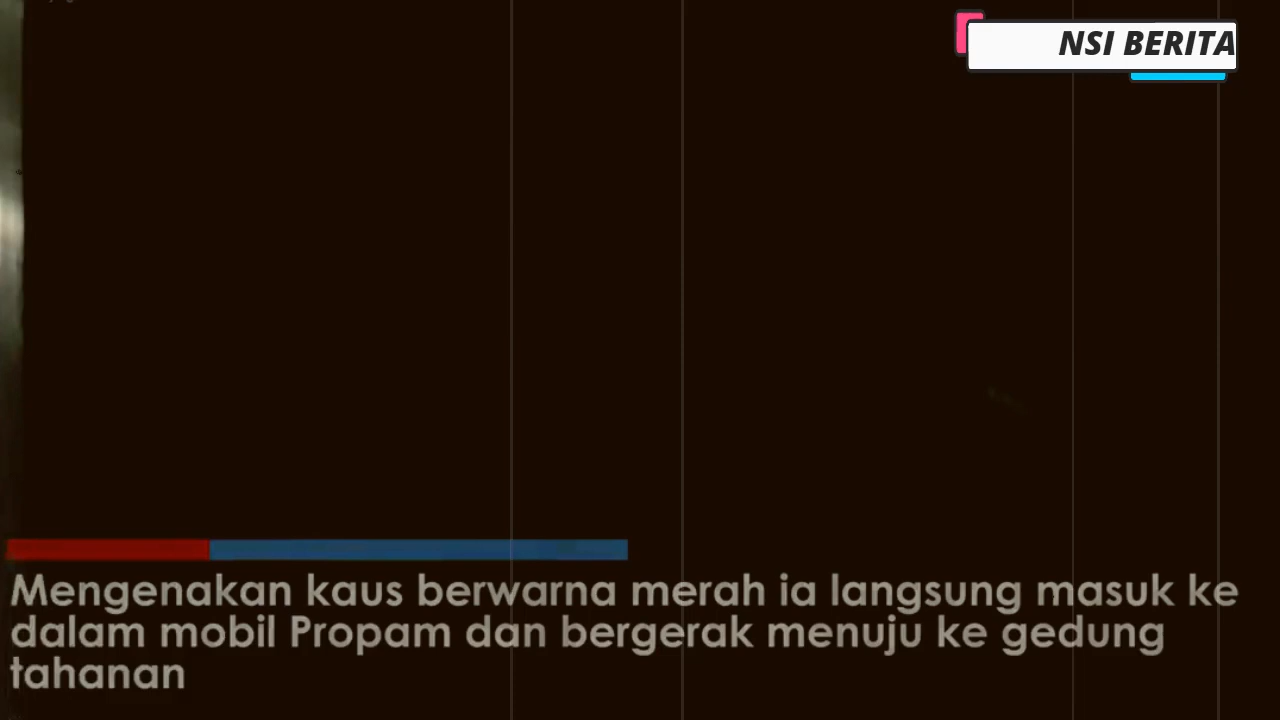 NSI BERITA
Mengenakan kaus berwarna merah ia langsung masuk ke
dalam mobil Propam dan bergerak menuju ke gedung
tahanan